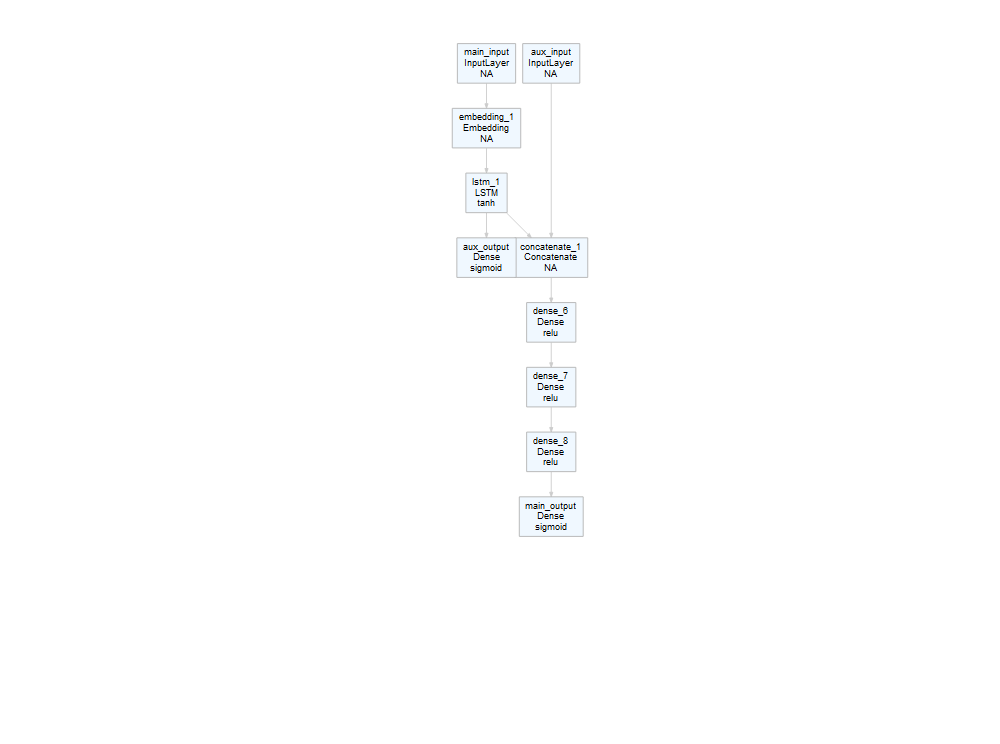 main_input
InputLayer
NA
aux_input
InputLayer
NA
embedding_1
Embedding
NA
lstm_1
LSTM
tanh
aux_output
Dense
sigmoid
concatenate_1
Concatenate
NA
dense_6
Dense
relu
dense_7
Dense
relu
dense_8
Dense
relu
main_output
Dense
sigmoid